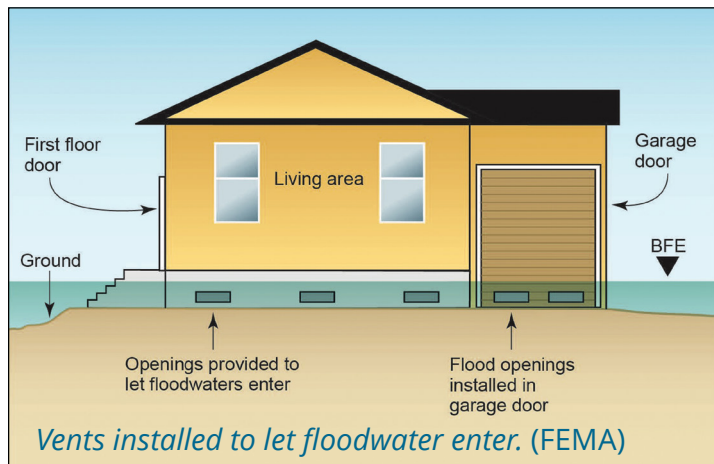 First floor
door
Living area
Garage
door
Ground
BFE
Openings provided to
let floodwaters enter
Flood openings
installed in
garage door
Vents installed to let floodwater enter. (FEMA)